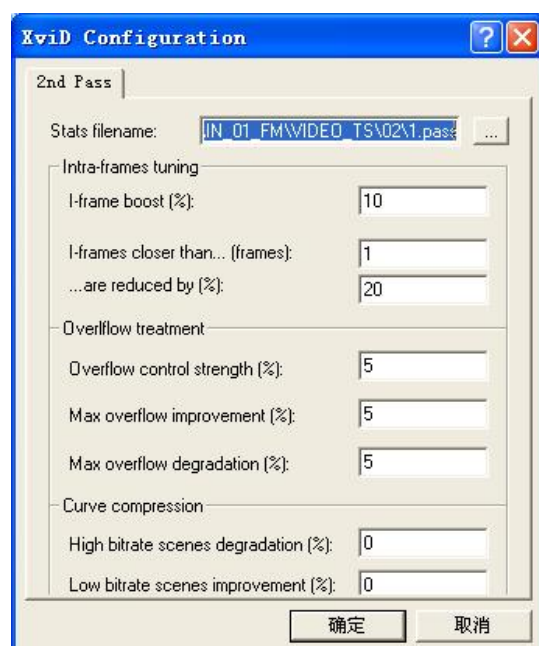 XviD Configuration
2nd Pass
Stats filename: IN_01_FM\VIDEO_TS\02\1.pass ...
Intra-frames tuning
I-frame boost (%): 10
I-frames closer than... (frames): 1
...are reduced by (%): 20
Overlflow treatment
Overflow control strength (%): 5
Max overflow improvement (%): 5
Max overflow degradation (%): 5
Curve compression
High bitrate scenes degradation (%): 0
Low bitrate scenes improvement (%): 0
确定 取消